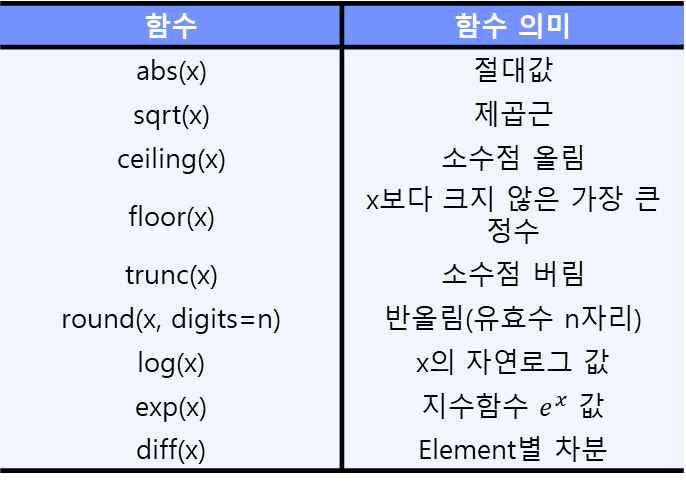 함수 함수 의미
abs(x) 절대값
sqrt(x) 제곱근
ceiling(x) 소수점 올림
floor(x) x보다 크지 않은 가장 큰
정수
trunc(x) 소수점 버림
round(x, digits=n) 반올림(유효수 n자리)
log(x) x의 자연로그 값
exp(x) 지수함수 𝑒ˣ 값
diff(x) Element별 차분